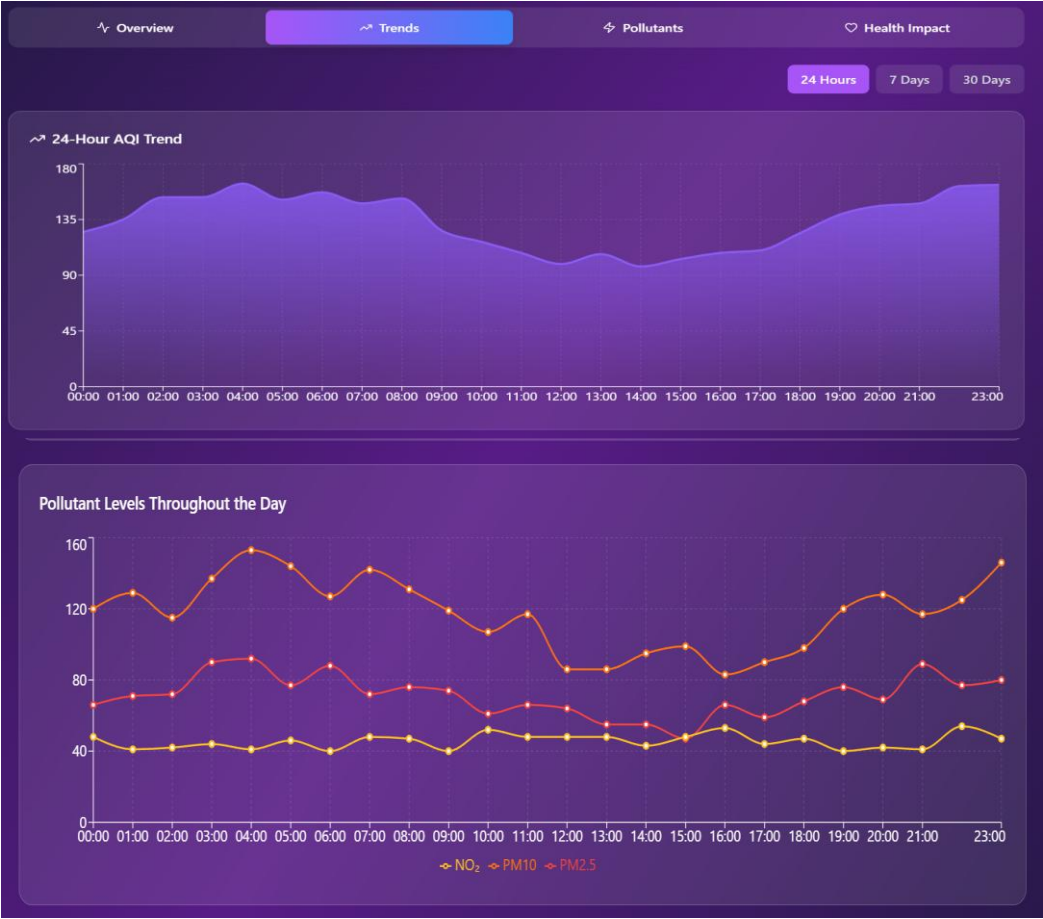 Overview Trends Pollutants Health Impact
24 Hours 7 Days 30 Days
24-Hour AQI Trend
180
135
90
45
0
00:00 01:00 02:00 03:00 04:00 05:00 06:00 07:00 08:00 09:00 10:00 11:00 12:00 13:00 14:00 15:00 16:00 17:00 18:00 19:00 20:00 21:00 23:00
Pollutant Levels Throughout the Day
160
120
80
40
0
00:00 01:00 02:00 03:00 04:00 05:00 06:00 07:00 08:00 09:00 10:00 11:00 12:00 13:00 14:00 15:00 16:00 17:00 18:00 19:00 20:00 21:00 23:00
NO₂ PM10 PM2.5